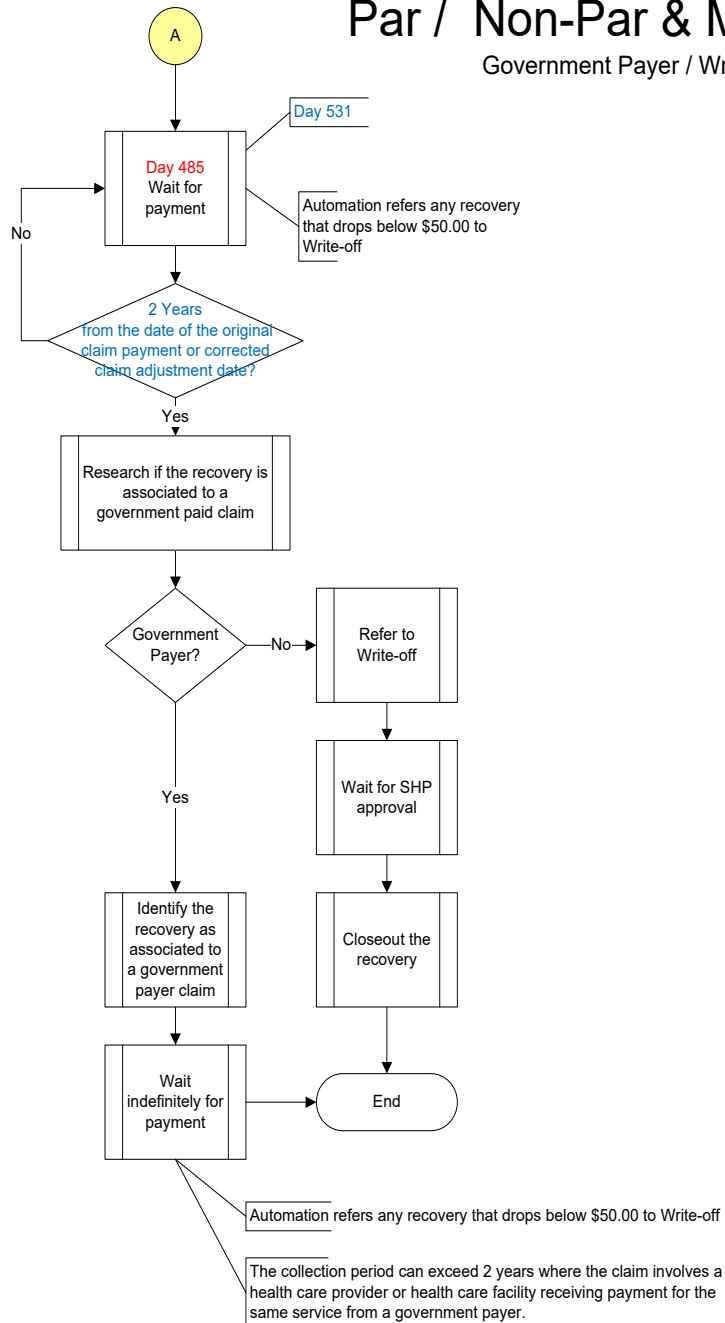 Par / Non-Par & M
Government Payer / Wr
A
Day 531
Day 485
Wait for
payment
Automation refers any recovery
that drops below $50.00 to
Write-off
No
2 Years
from the date of the original
claim payment or corrected
claim adjustment date?
Yes
Research if the recovery is
associated to a
government paid claim
Government
Payer?
No
Refer to
Write-off
Wait for SHP
approval
Yes
Identify the
recovery as
associated to
a government
payer claim
Closeout the
recovery
Wait
indefinitely for
payment
End
Automation refers any recovery that drops below $50.00 to Write-off
The collection period can exceed 2 years where the claim involves a
health care provider or health care facility receiving payment for the
same service from a government payer.